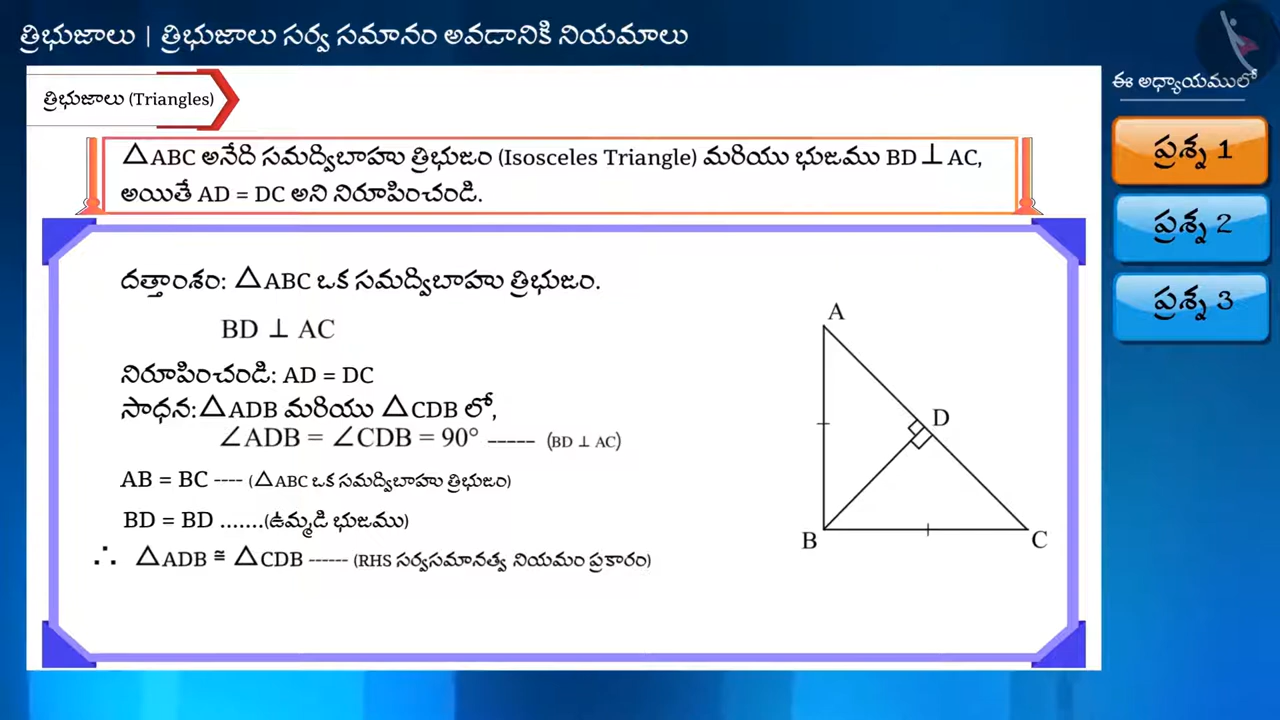 త్రిభుజాలు | త్రిభుజాలు సర్వ సమానం అవడానికి నియమాలు
ఈ అధ్యాయములో
త్రిభుజాలు (Triangles)
ప్రశ్న 1
ప్రశ్న 2
ప్రశ్న 3
△ABC అనేది సమద్విబాహు త్రిభుజం (Isosceles Triangle) మరియు భుజము BD⊥AC,
అయితే AD = DC అని నిరూపించండి.
దత్తాంశం: △ABC ఒక సమద్విబాహు త్రిభుజం.
BD ⊥ AC
నిరూపించండి: AD = DC
సాధన:△ADB మరియు △CDB లో,
∠ADB = ∠CDB = 90° ----- (BD ⊥ AC)
AB = BC ---- (△ABC ఒక సమద్విబాహు త్రిభుజం)
BD = BD .......(ఉమ్మడి భుజము)
∴ △ADB ≅ △CDB ------ (RHS సర్వసమానత్వ నియమం ప్రకారం)
A
D
B
C